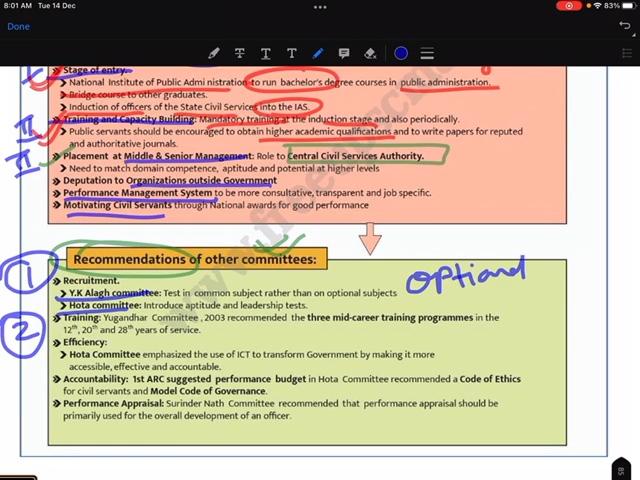 8:01 AM Tue 14 Dec
83%
Done
Stage of entry.
National Institute of Public Administration to run bachelor's degree courses in public administration.
Bridge course to other graduates.
Induction of officers of the State Civil Services into the IAS.
Training and Capacity Building: Mandatory training at the induction stage and also periodically.
Public servants should be encouraged to obtain higher academic qualifications and to write papers for reputed
and authoritative journals.
Placement at Middle & Senior Management: Role to Central Civil Services Authority.
Need to match domain competence, aptitude and potential at higher levels
Deputation to Organizations outside Government
Performance Management System to be more consultative, transparent and job specific.
Motivating Civil Servants through National awards for good performance
Recommendations of other committees:
Recruitment.
Y.K Alagh committee: Test in common subject rather than on optional subjects
Hota committee: Introduce aptitude and leadership tests.
Training: Yugandhar Committee, 2003 recommended the three mid-career training programmes in the
12th, 20th and 28th years of service.
Efficiency:
Hota Committee emphasized the use of ICT to transform Government by making it more
accessible, effective and accountable.
Accountability: 1st ARC suggested performance budget in Hota Committee recommended a Code of Ethics
for civil servants and Model Code of Governance.
Performance Appraisal: Surinder Nath Committee recommended that performance appraisal should be
primarily used for the overall development of an officer.
1
2
85